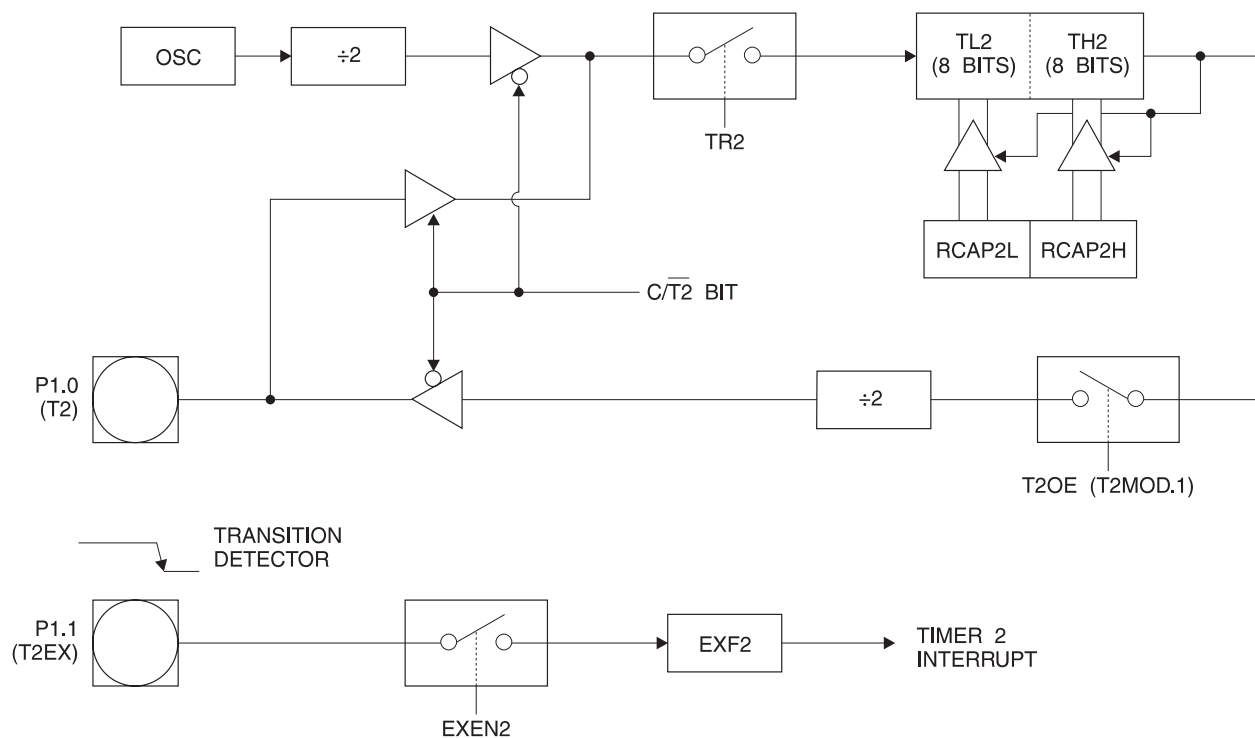 OSC
÷2
TR2
TL2
(8 BITS)
TH2
(8 BITS)
RCAP2L
RCAP2H
C/T2̅ BIT
P1.0
(T2)
÷2
T2OE (T2MOD.1)
TRANSITION
DETECTOR
P1.1
(T2EX)
EXEN2
EXF2
TIMER 2
INTERRUPT